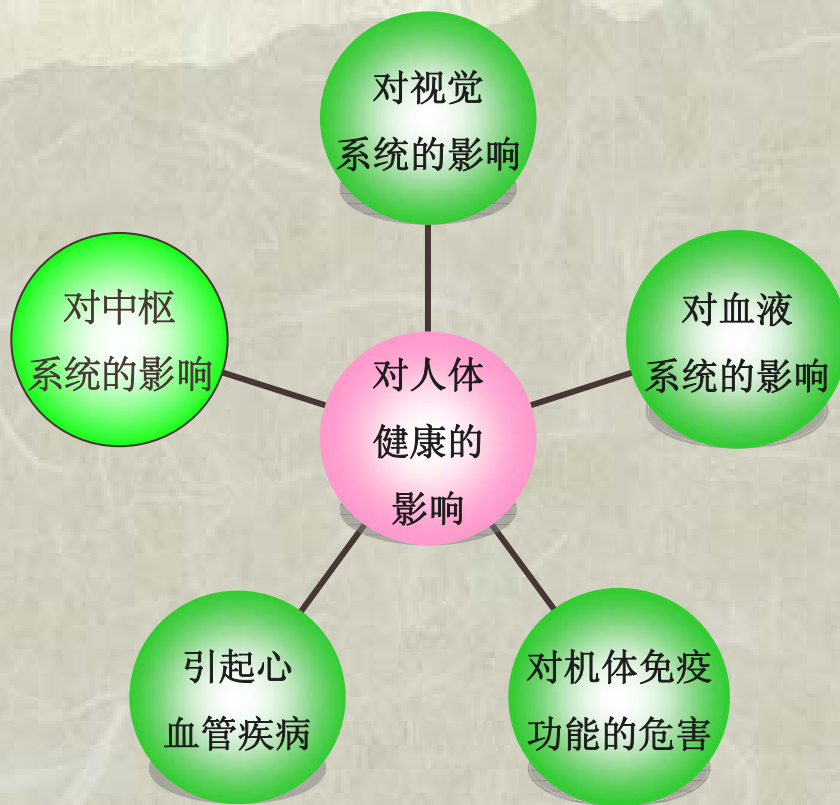 对视觉
系统的影响
对中枢
系统的影响
对血液
系统的影响
对人体
健康的
影响
引起心
血管疾病
对机体免疫
功能的危害